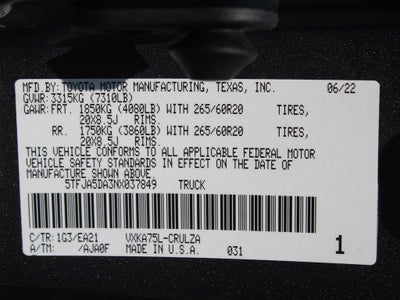 MFD.BY:TOYOTA MOTOR MANUFACTURING, TEXAS, INC. 06/22
GVWR:3315KG (7310LB)
GAWR:FRT. 1850KG (4080LB) WITH 265/60R20 TIRES,
20X8.5J RIMS.
RR. 1750KG (3860LB) WITH 265/60R20 TIRES,
20X8.5J RIMS.
THIS VEHICLE CONFORMS TO ALL APPLICABLE FEDERAL MOTOR
VEHICLE SAFETY STANDARDS IN EFFECT ON THE DATE OF
MANUFACTURE SHOWN ABOVE.
5TFJA5DA3NX037849 TRUCK
C/TR: 1G3/EA21 VXKA75L-CRULZA
A/TM: /AJA0F MADE IN U.S.A. 031 1